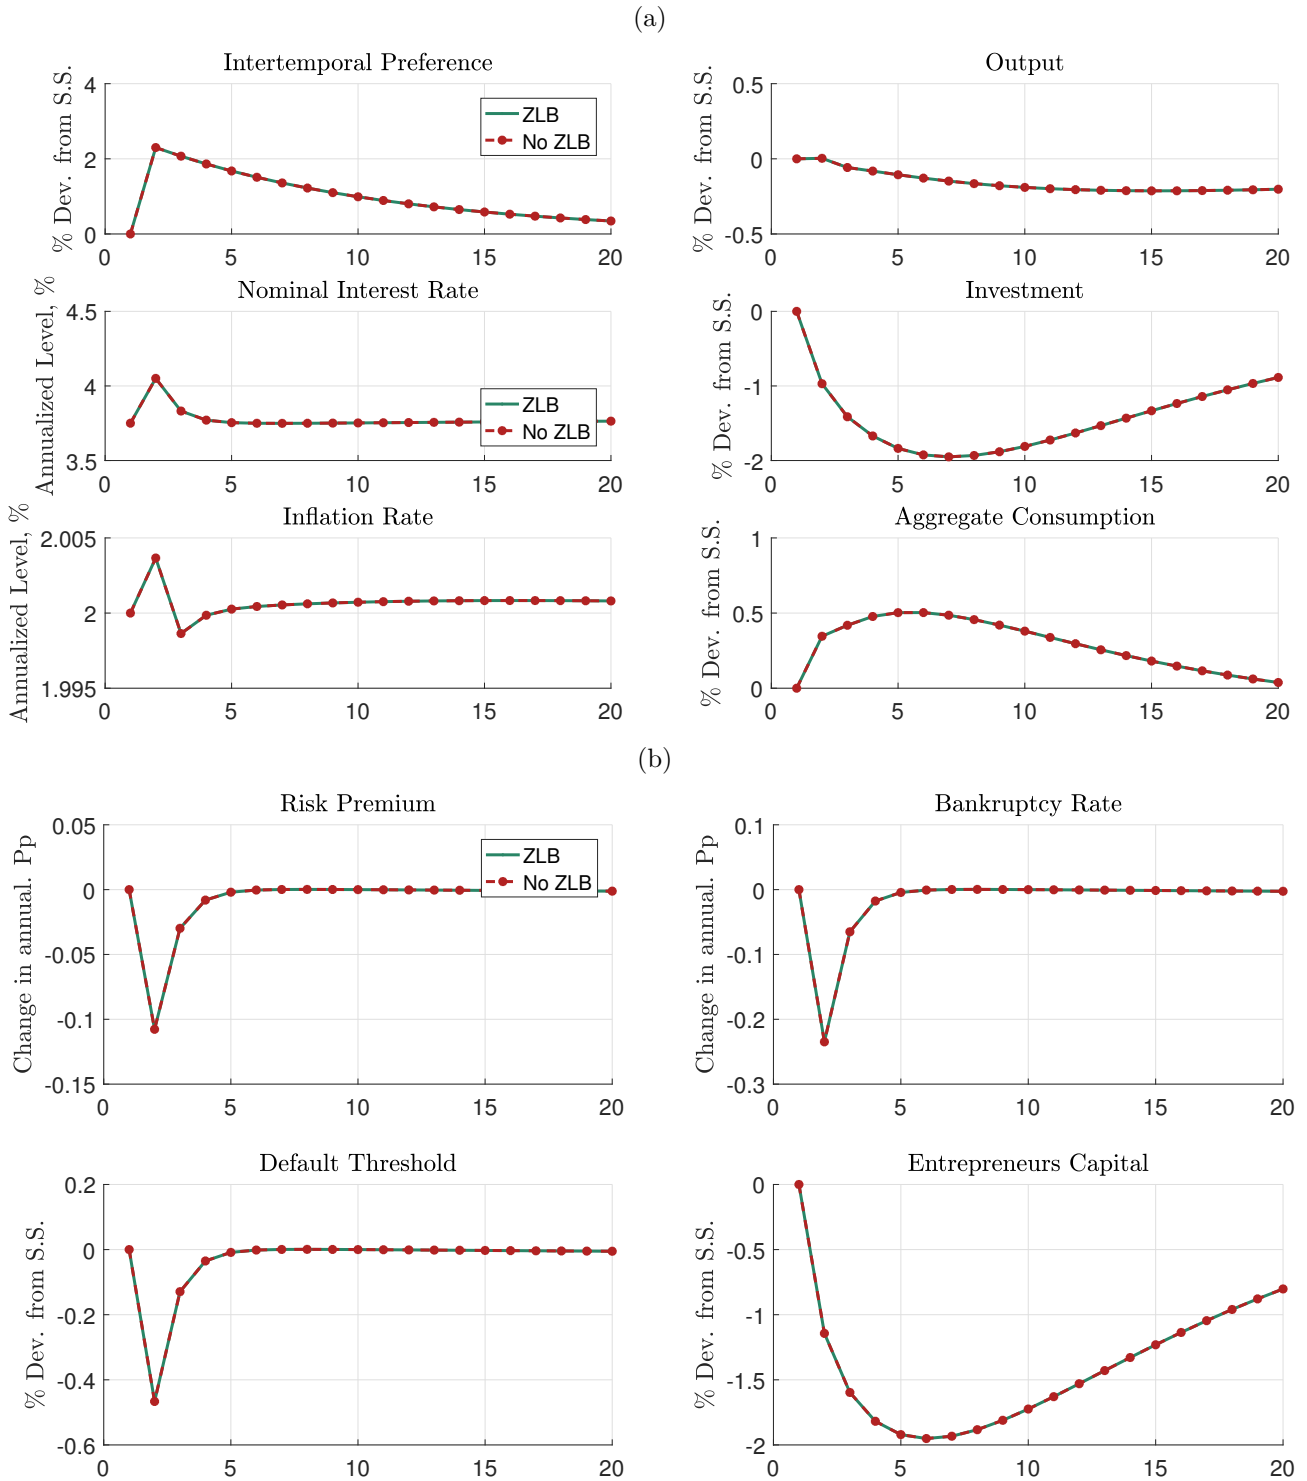 (a)
Intertemporal Preference
% Dev. from S.S.
4
2
0
ZLB
No ZLB
0 5 10 15 20
Output
% Dev. from S.S.
0.5
0
-0.5
0 5 10 15 20
Nominal Interest Rate
Annualized Level, %
4.5
4
3.5
ZLB
No ZLB
0 5 10 15 20
Investment
% Dev. from S.S.
0
-1
-2
0 5 10 15 20
Inflation Rate
Annualized Level, %
2.005
2
1.995
0 5 10 15 20
Aggregate Consumption
% Dev. from S.S.
1
0.5
0
0 5 10 15 20
(b)
Risk Premium
Change in annual. Pp
0.05
0
-0.05
-0.1
-0.15
ZLB
No ZLB
0 5 10 15 20
Bankruptcy Rate
Change in annual. Pp
0.1
0
-0.1
-0.2
-0.3
0 5 10 15 20
Default Threshold
% Dev. from S.S.
0.2
0
-0.2
-0.4
-0.6
0 5 10 15 20
Entrepreneurs Capital
% Dev. from S.S.
0
-0.5
-1
-1.5
-2
0 5 10 15 20